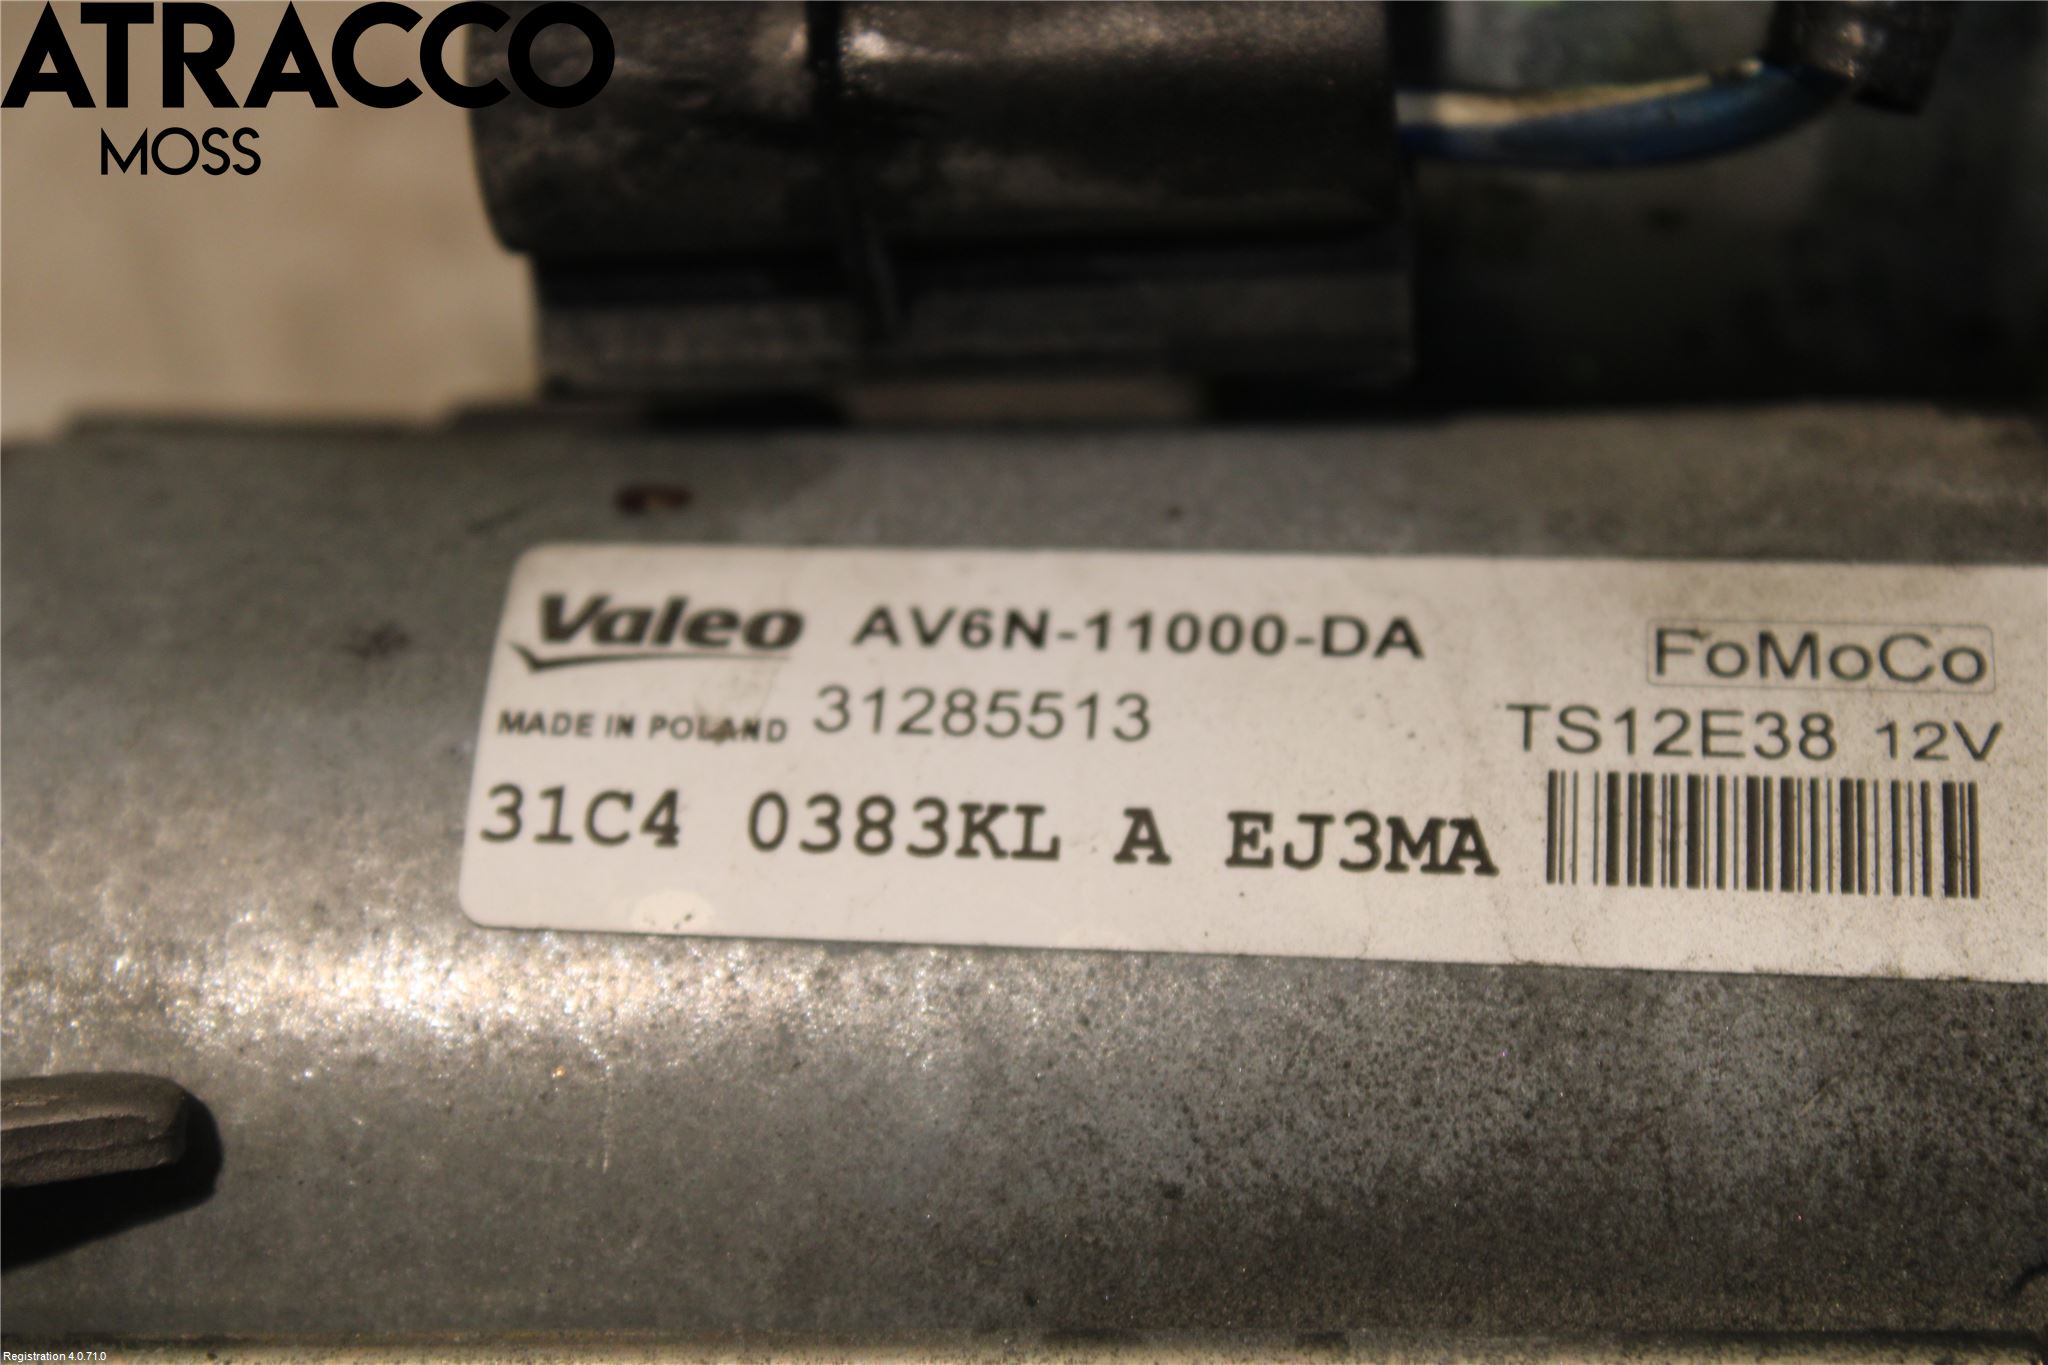 ATRACCO
MOSS
Valeo AV6N-11000-DA FoMoCo
MADE IN POLAND 31285513 TS12E38 12V
31C4 0383KL A EJ3MA
Registration 4.0.71.0